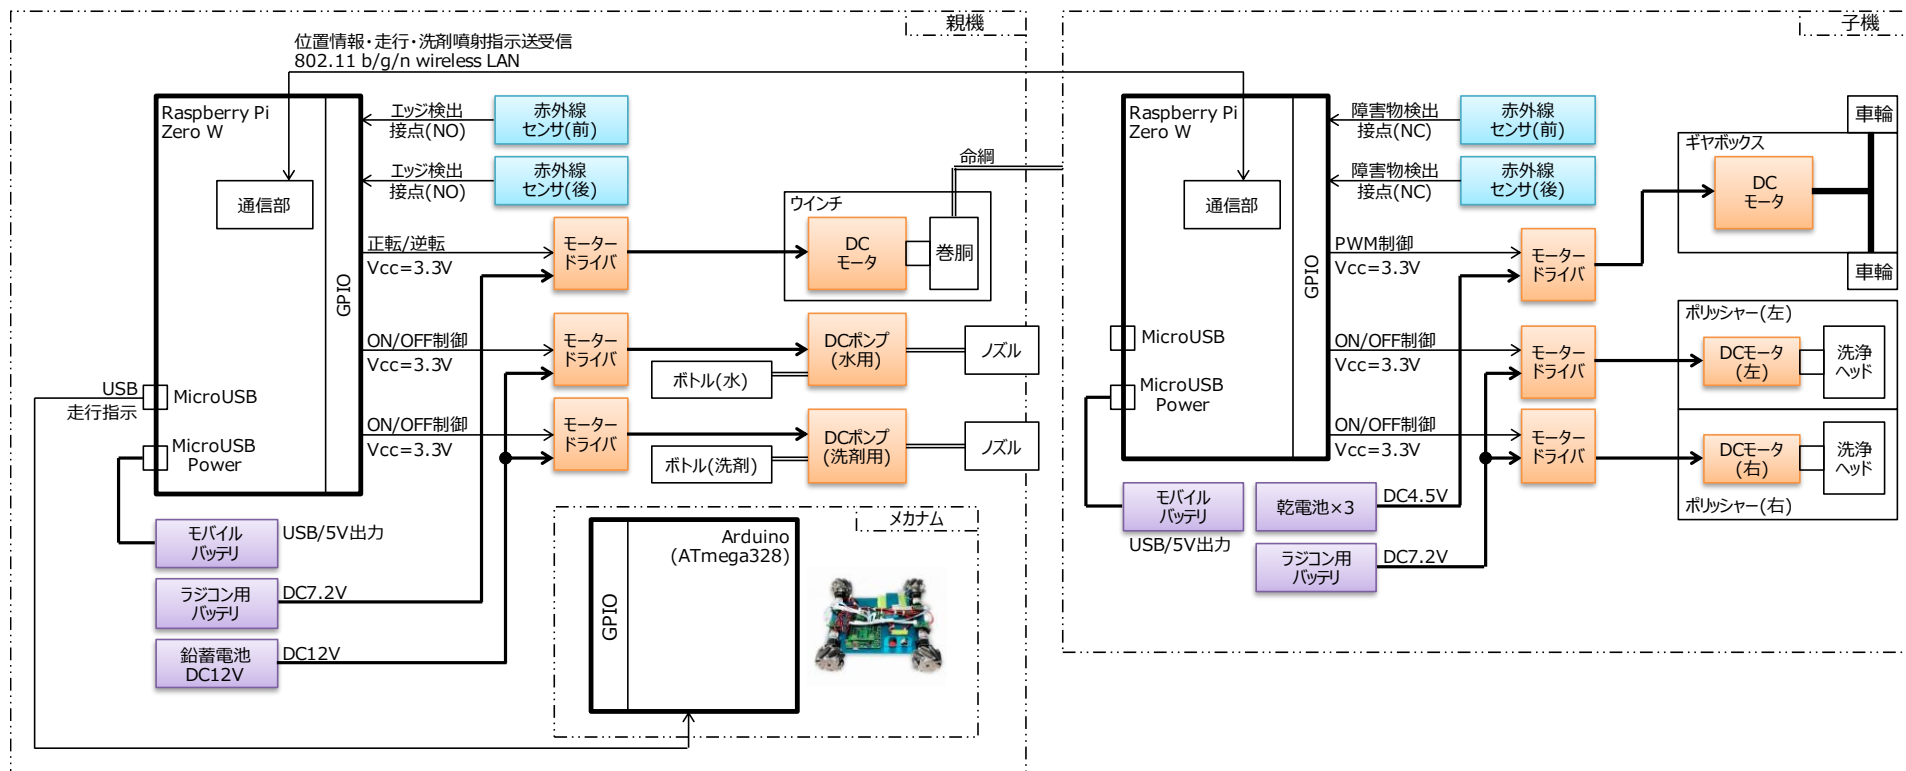 親機
位置情報・走行・洗剤噴射指示送受信
802.11 b/g/n wireless LAN
Raspberry Pi
Zero W
通信部
GPIO
エッジ検出
接点(NO)
赤外線
センサ(前)
エッジ検出
接点(NO)
赤外線
センサ(後)
命綱
正転/逆転
Vcc=3.3V
モーター
ドライバ
ウインチ
DC
モータ
巻胴
ON/OFF制御
Vcc=3.3V
モーター
ドライバ
DCポンプ
(水用)
ノズル
ボトル(水)
USB
走行指示
MicroUSB
MicroUSB
Power
ON/OFF制御
Vcc=3.3V
モーター
ドライバ
DCポンプ
(洗剤用)
ノズル
ボトル(洗剤)
モバイル
バッテリ
USB/5V出力
ラジコン用
バッテリ
DC7.2V
鉛蓄電池
DC12V
DC12V
メカナム
Arduino
(ATmega328)
GPIO
子機
Raspberry Pi
Zero W
通信部
GPIO
障害物検出
接点(NC)
赤外線
センサ(前)
障害物検出
接点(NC)
赤外線
センサ(後)
車輪
ギヤボックス
DC
モータ
車輪
PWM制御
Vcc=3.3V
モーター
ドライバ
MicroUSB
MicroUSB
Power
ON/OFF制御
Vcc=3.3V
モーター
ドライバ
ポリッシャー(左)
DCモータ
(左)
洗浄
ヘッド
ON/OFF制御
Vcc=3.3V
モーター
ドライバ
DCモータ
(右)
洗浄
ヘッド
ポリッシャー(右)
モバイル
バッテリ
USB/5V出力
乾電池×3
DC4.5V
ラジコン用
バッテリ
DC7.2V